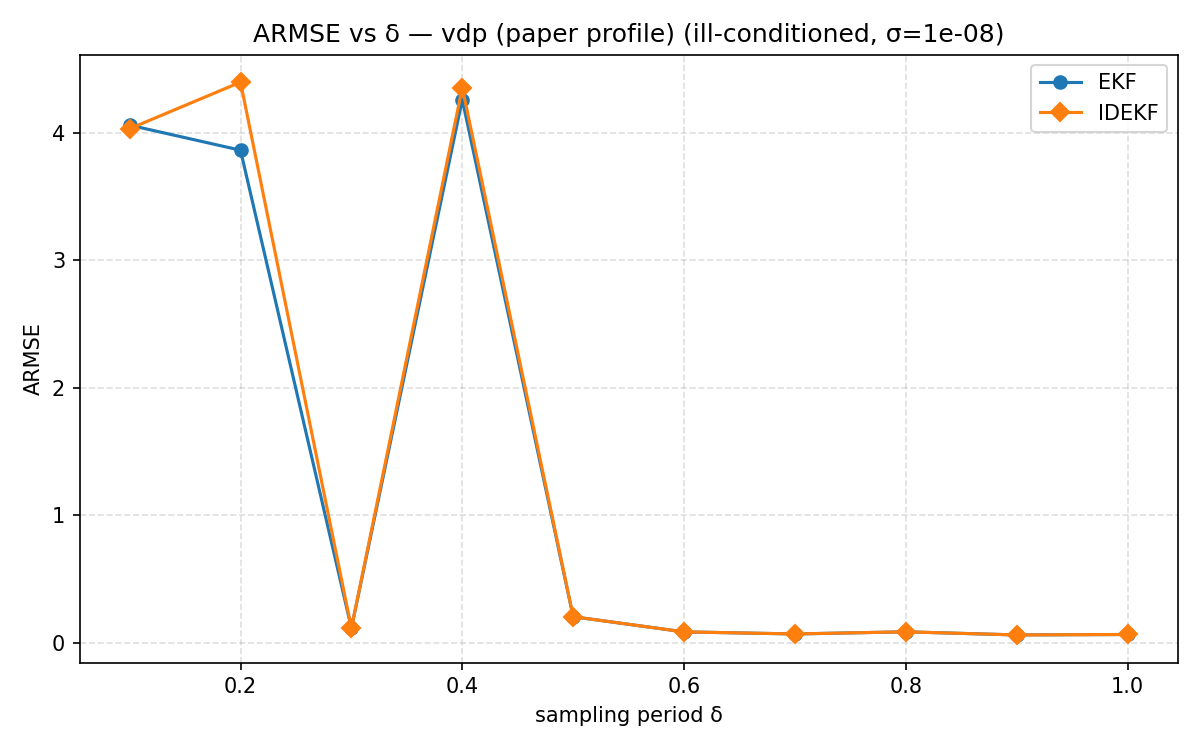 ARMSE vs δ — vdp (paper profile) (ill-conditioned, σ=1e-08)
EKF
IDEKF
ARMSE
4
3
2
1
0
0.2 0.4 0.6 0.8 1.0
sampling period δ